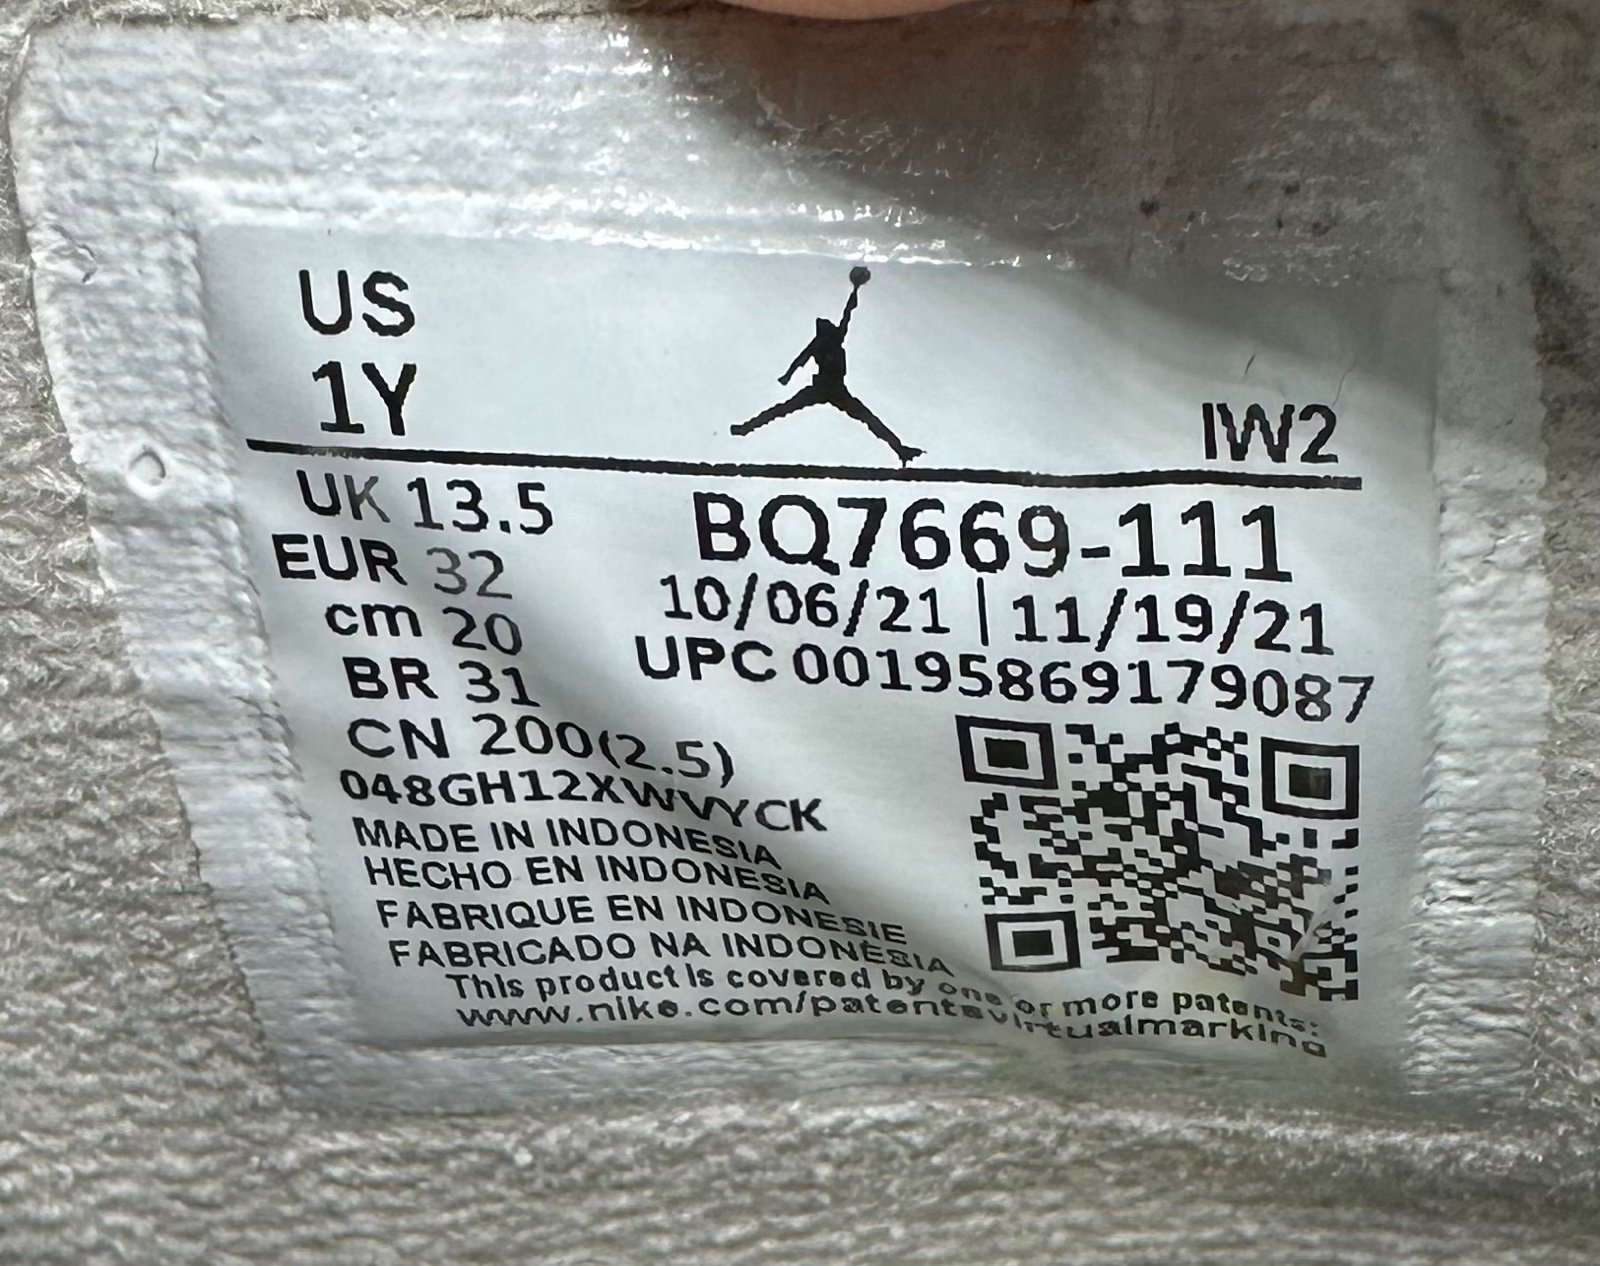 US
1Y
IW2
UK 13.5
EUR 32
cm 20
BR 31
CN 200(2.5)
BQ7669-111
10/06/21 | 11/19/21
UPC 00195869179087
048GH12XWVYCK
MADE IN INDONESIA
HECHO EN INDONESIA
FABRIQUE EN INDONESIE
FABRICADO NA INDONÉSIA
This product is covered by one or more patents:
www.nike.com/patentsvirtualmarking